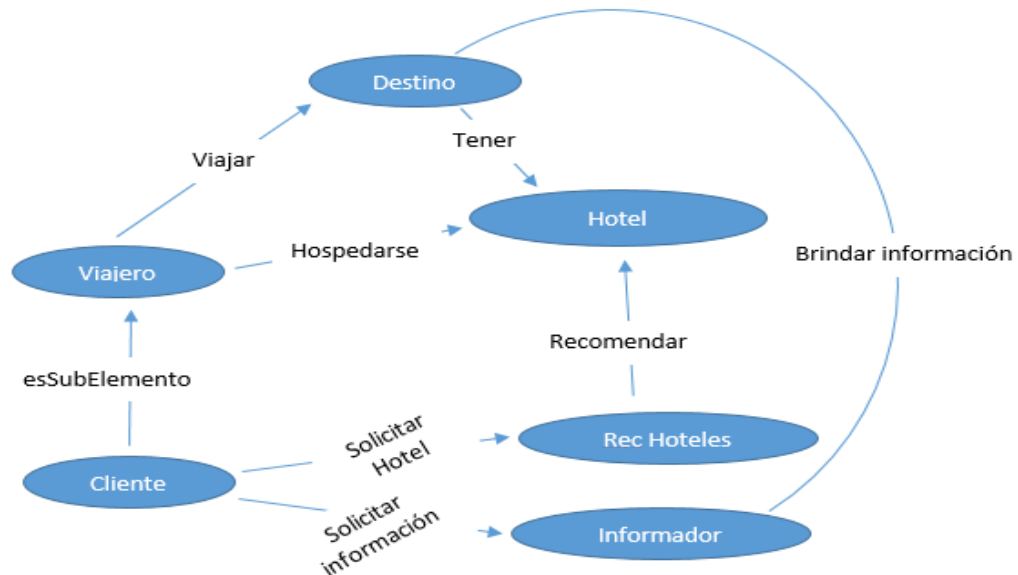 Destino
Tener
Viajar
Hotel
Hospedarse
Brindar información
Viajero
Recomendar
esSubElemento
Solicitar
Hotel
Rec Hoteles
Cliente
Solicitar
información
Informador